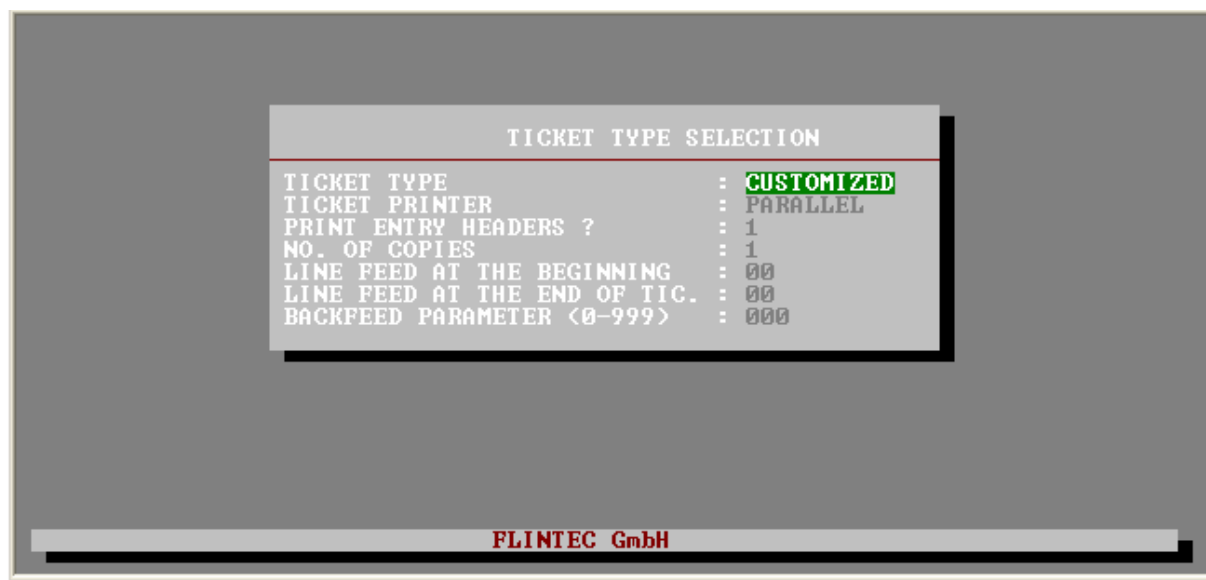 TICKET TYPE SELECTION
TICKET TYPE : CUSTOMIZED
TICKET PRINTER : PARALLEL
PRINT ENTRY HEADERS ? : 1
NO. OF COPIES : 1
LINE FEED AT THE BEGINNING : 00
LINE FEED AT THE END OF TIC. : 00
BACKFEED PARAMETER (0-999) : 000
FLINTEC GmbH